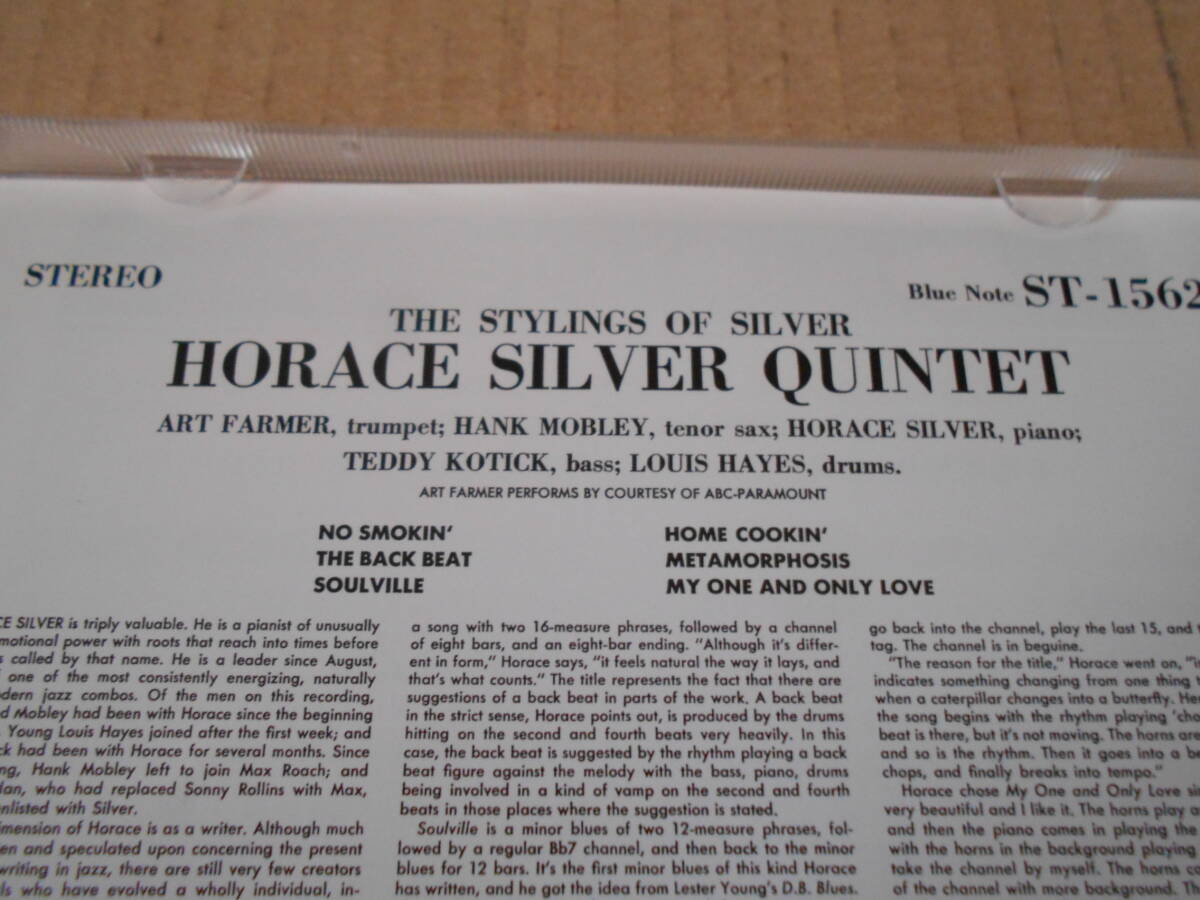 STEREO
Blue Note ST-1562
THE STYLINGS OF SILVER
HORACE SILVER QUINTET
ART FARMER, trumpet; HANK MOBLEY, tenor sax; HORACE SILVER, piano;
TEDDY KOTICK, bass; LOUIS HAYES, drums.
ART FARMER PERFORMS BY COURTESY OF ABC-PARAMOUNT
NO SMOKIN'
THE BACK BEAT
SOULVILLE
HOME COOKIN'
METAMORPHOSIS
MY ONE AND ONLY LOVE
SILVER is triply valuable. He is a pianist of unusually
power with roots that reach into times before
called by that name. He is a leader since August,
one of the most consistently energizing, naturally
jazz combos. Of the men on this recording,
Mobley had been with Horace since the beginning
Young Louis Hayes joined after the first week; and
had been with Horace for several months. Since
Hank Mobley left to join Max Roach; and
who had replaced Sonny Rollins with Max,
with Silver.
of Horace is as a writer. Although much
and speculated upon concerning the present
writing in jazz, there are still very few creators
who have evolved a wholly individual, in-
a song with two 16-measure phrases, followed by a channel
of eight bars, and an eight-bar ending. "Although it's differ-
ent in form," Horace says, "it feels natural the way it lays, and
that's what counts." The title represents the fact that there are
suggestions of a back beat in parts of the work. A back beat
in the strict sense, Horace points out, is produced by the drums
hitting on the second and fourth beats very heavily. In this
case, the back beat is suggested by the rhythm playing a back
beat figure against the melody with the bass, piano, drums
being involved in a kind of vamp on the second and fourth
beats in those places where the suggestion is stated.
Soulville is a minor blues of two 12-measure phrases, fol-
lowed by a regular Bb7 channel, and then back to the minor
blues for 12 bars. It's the first minor blues of this kind Horace
has written, and he got the idea from Lester Young's D.B. Blues.
go back into the channel, play the last 15, and
tag. The channel is in beguine.
"The reason for the title," Horace went on,
indicates something changing from one thing
when a caterpillar changes into a butterfly.
the song begins with the rhythm playing
beat is there, but it's not moving. The horns are
and so is the rhythm. Then it goes into a
chops, and finally breaks into tempo."
Horace chose My One and Only Love
very beautiful and I like it. The horns play
and then the piano comes in playing the
with the horns in the background playing
take the channel by myself. The horns
of the channel with more background.